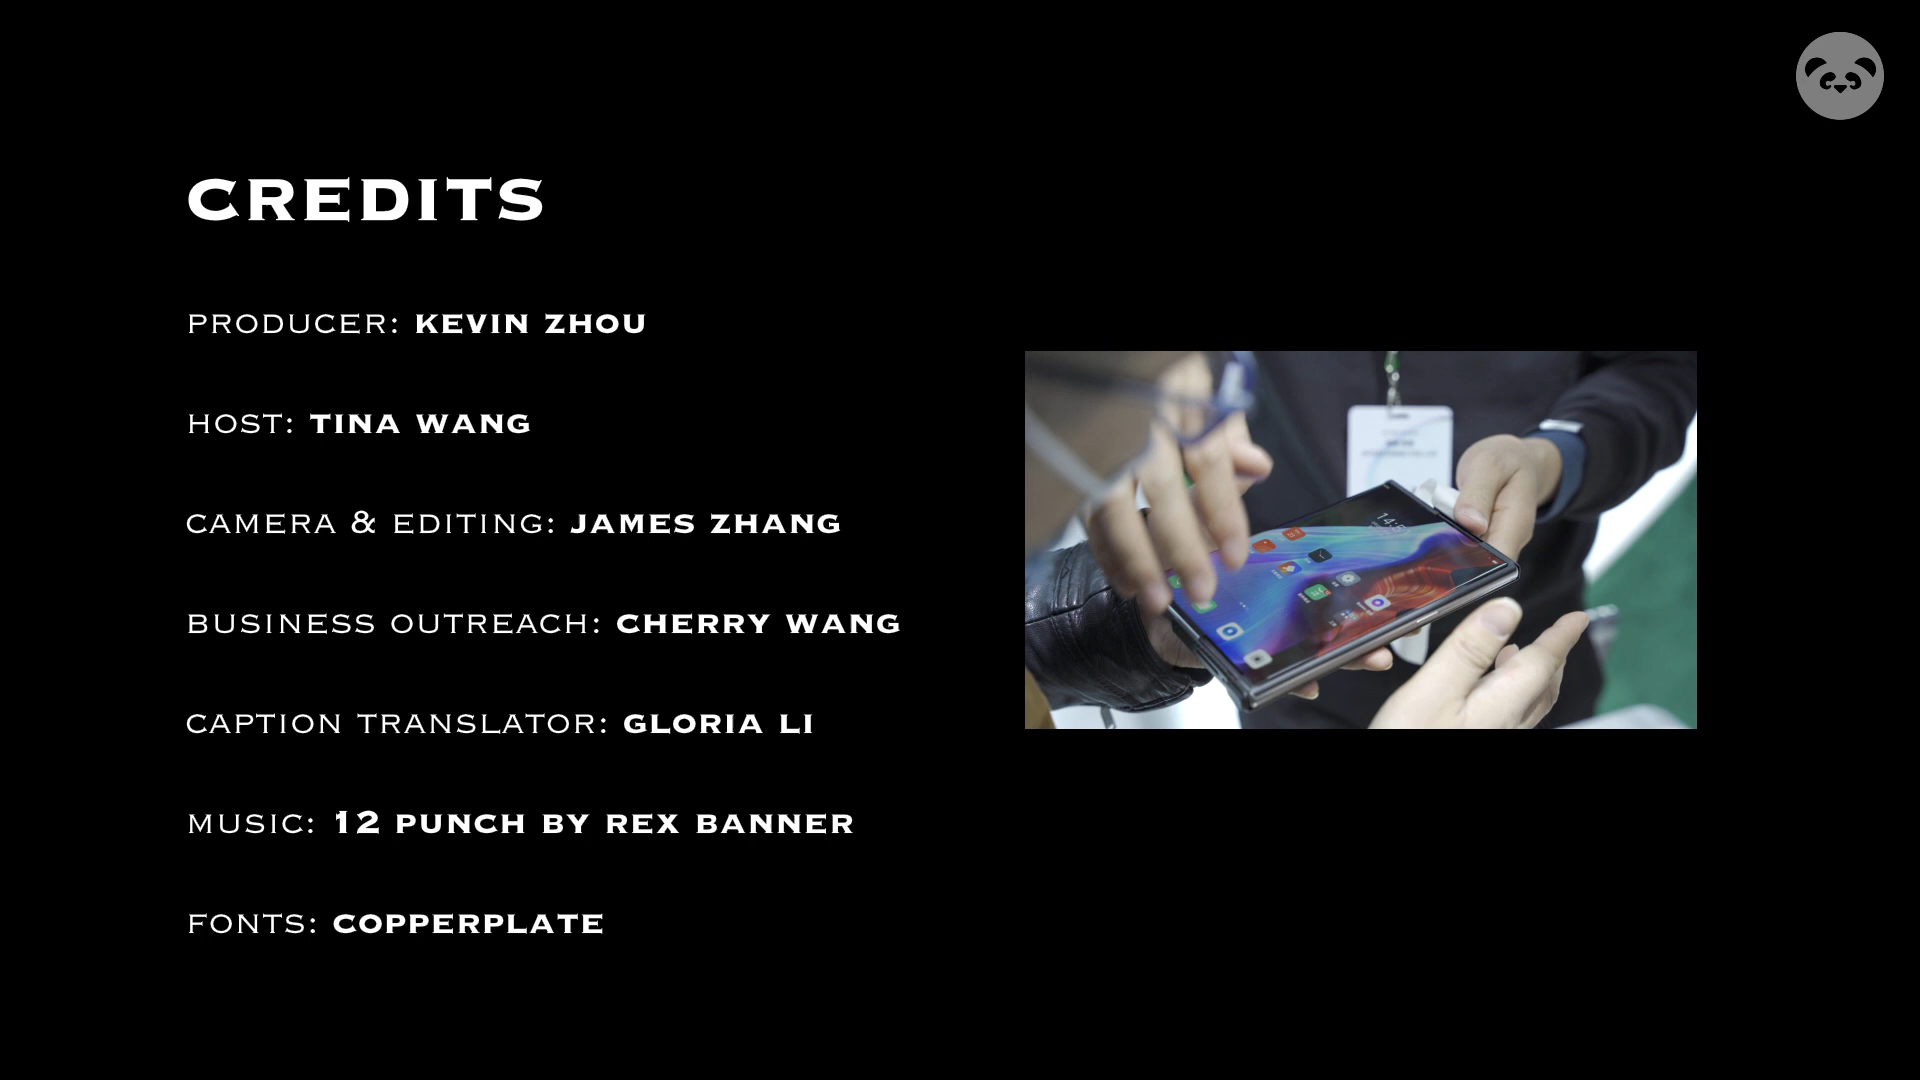 CREDITS
PRODUCER: KEVIN ZHOU
HOST: TINA WANG
CAMERA & EDITING: JAMES ZHANG
BUSINESS OUTREACH: CHERRY WANG
CAPTION TRANSLATOR: GLORIA LI
MUSIC: 12 PUNCH BY REX BANNER
FONTS: COPPERPLATE